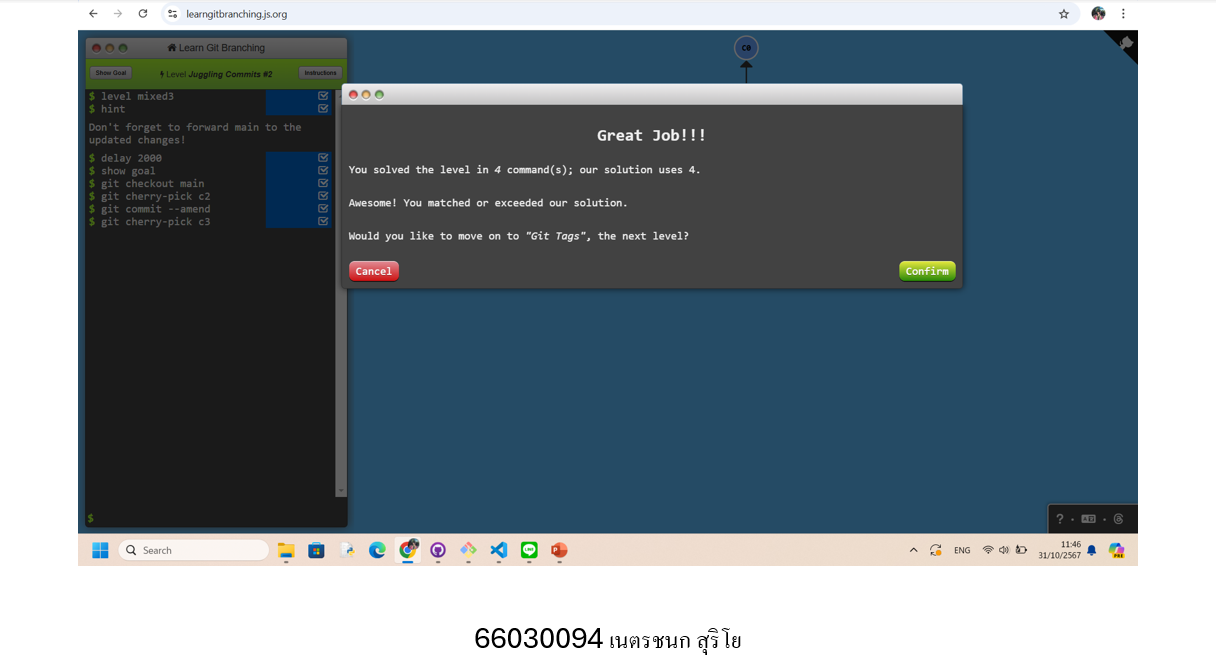 learngitbranching.js.org
Learn Git Branching
Show Goal
Level Juggling Commits #2
Instructions
$ level mixed3
$ hint
Don't forget to forward main to the
updated changes!
$ delay 2000
$ show goal
$ git checkout main
$ git cherry-pick c2
$ git commit --amend
$ git cherry-pick c3
$
c0
Great Job!!!
You solved the level in 4 command(s); our solution uses 4.
Awesome! You matched or exceeded our solution.
Would you like to move on to "Git Tags", the next level?
Cancel
Confirm
?
Search
ENG
11:46
31/10/2567
PRE
66030094 เนตรชนก สุริโย